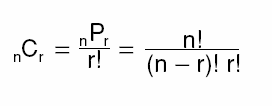 nCr = nPr / r! = n! / (n − r)! r!